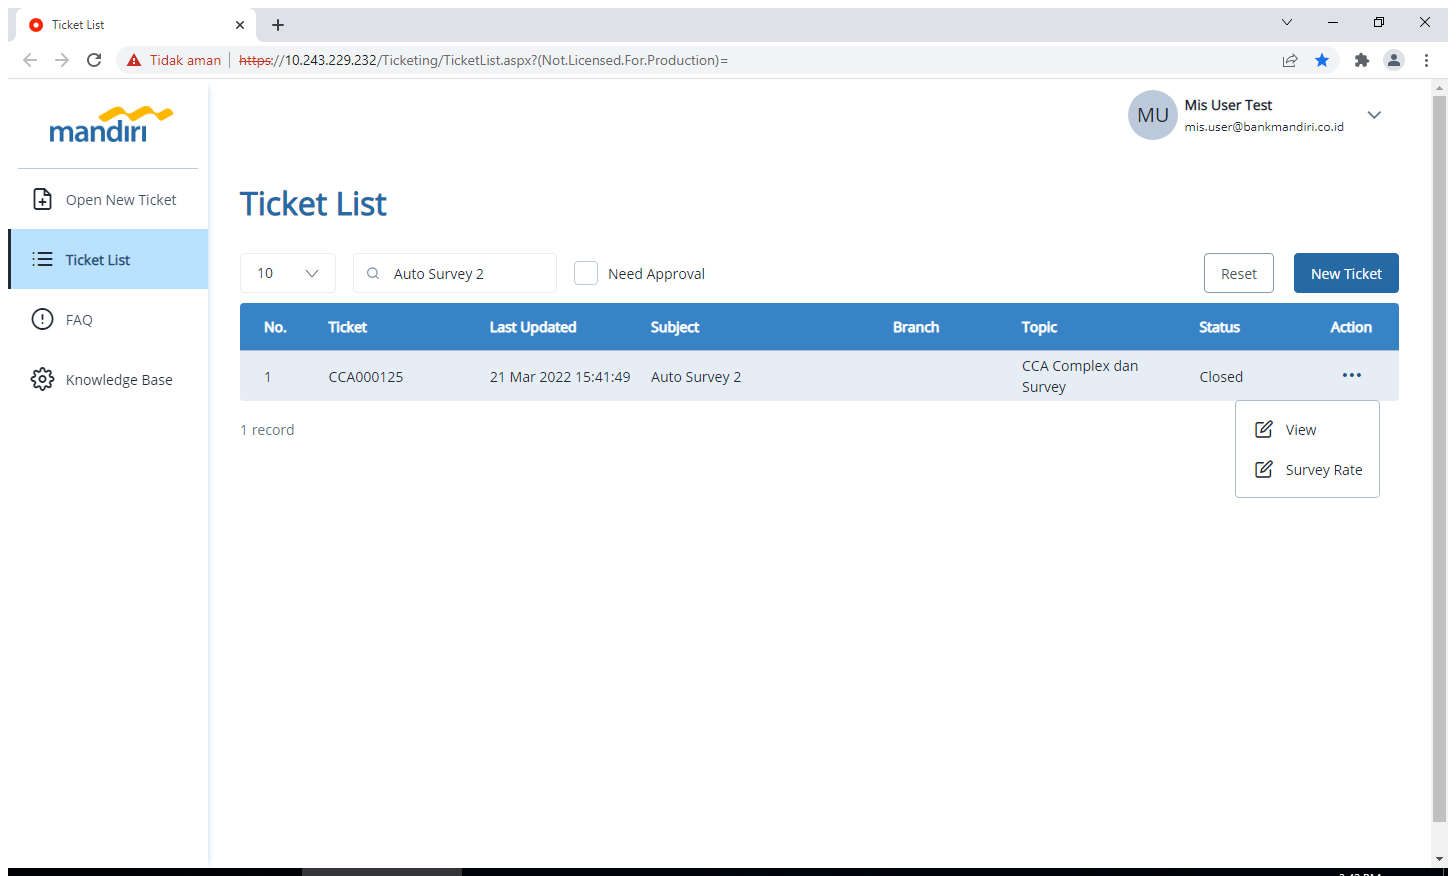 Ticket List
Tidak aman
https://10.243.229.232/Ticketing/TicketList.aspx?(Not.Licensed.For.Production)=
mandiri
MU
Mis User Test
mis.user@bankmandiri.co.id
Open New Ticket
Ticket List
FAQ
Knowledge Base
Ticket List
10
Auto Survey 2
Need Approval
Reset
New Ticket
No. Ticket Last Updated Subject Branch Topic Status Action
1 CCA000125 21 Mar 2022 15:41:49 Auto Survey 2 CCA Complex dan Closed
Survey
1 record
View
Survey Rate